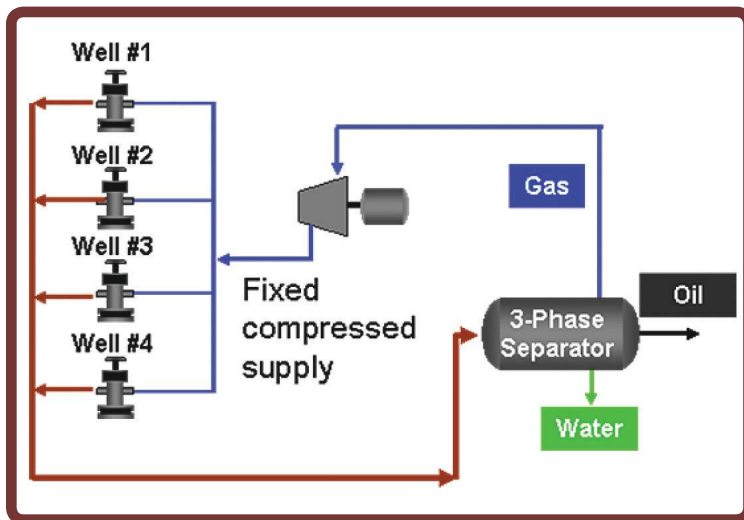 Well #1
Well #2
Well #3
Well #4
Fixed
compressed
supply
Gas
Oil
3-Phase
Separator
Water